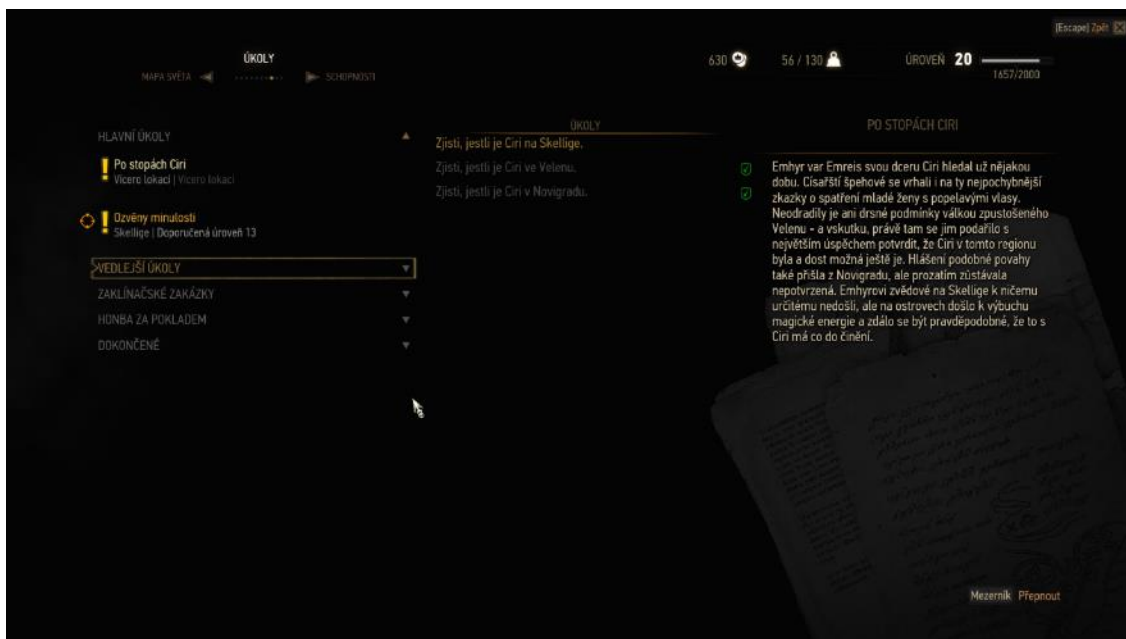 [Escape] Zpět
ÚKOLY
MAPA SVĚTA
SCHOPNOSTI
630
56 / 130
ÚROVEŇ 20
1657/2000
HLAVNÍ ÚKOLY
Po stopách Ciri
Vícero lokací | Vícero lokací
Ozvěny minulosti
Skellige | Doporučená úroveň 13
VEDLEJŠÍ ÚKOLY
ZAKLÍNAČSKÉ ZAKÁZKY
HONBA ZA POKLADEM
DOKONČENÉ
ÚKOLY
Zjisti, jestli je Ciri na Skellige.
Zjisti, jestli je Ciri ve Velenu.
Zjisti, jestli je Ciri v Novigradu.
PO STOPÁCH CIRI
Emhyr var Emreis svou dceru Ciri hledal už nějakou
dobu. Císařští špehové se vrhali i na ty nejpochybnější
zkazky o spatření mladé ženy s popelavými vlasy.
Neodradily je ani drsné podmínky válkou zpustošeného
Velenu - a vskutku, právě tam se jim podařilo s
největším úspěchem potvrdit, že Ciri v tomto regionu
byla a dost možná ještě je. Hlášení podobné povahy
také přišla z Novigradu, ale prozatím zůstávala
nepotvrzená. Emhyrovi zvědové na Skellige k ničemu
určitému nedošli, ale na ostrovech došlo k výbuchu
magické energie a zdálo se být pravděpodobné, že to s
Ciri má co do činění.
Mezerník Přepnout